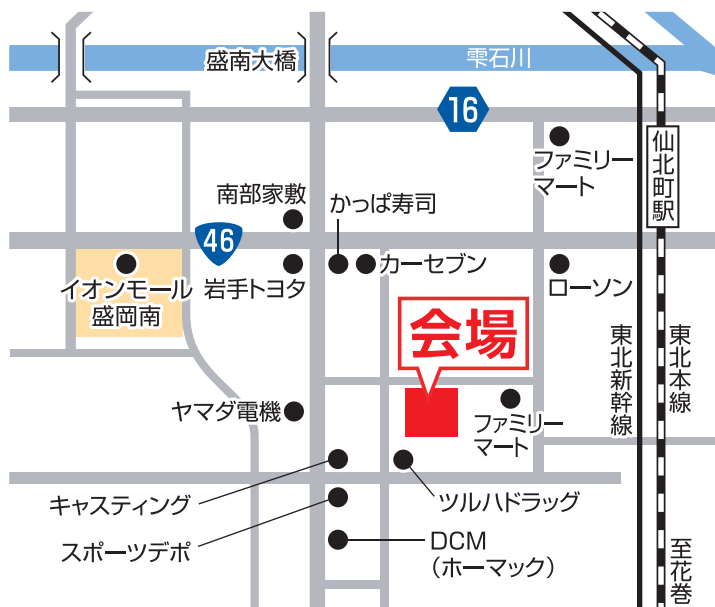 盛南大橋
雫石川
16
ファミリー
マート
仙北町駅
南部家敷
かっぱ寿司
46
カーセブン
イオンモール
盛岡南
岩手トヨタ
ローソン
会場
東北新幹線
東北本線
ヤマダ電機
ファミリー
マート
キャスティング
ツルハドラッグ
スポーツデポ
DCM
(ホーマック)
至花巻